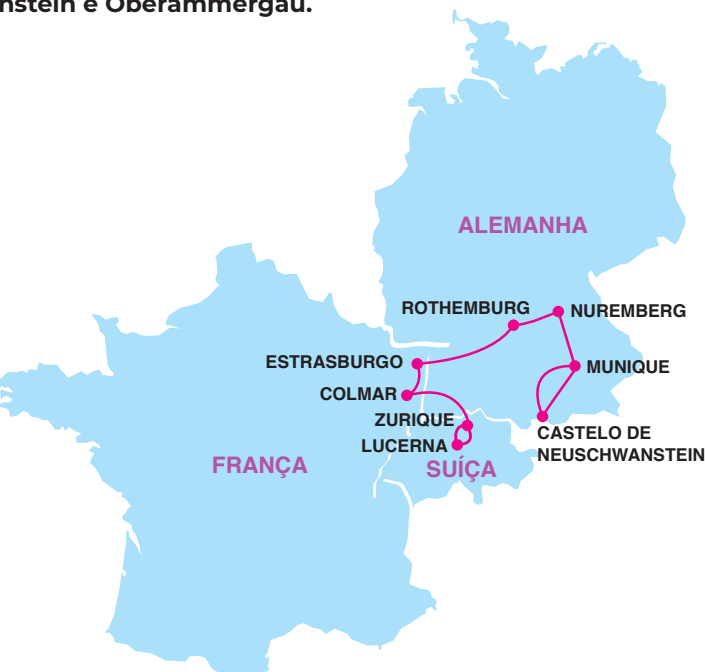 nstein e Oberammergau.
ALEMANHA
ROTHEMBURG
NUREMBERG
ESTRASBURGO
MUNIQUE
COLMAR
ZURIQUE
CASTELO DE
NEUSCHWANSTEIN
LUCERNA
FRANÇA
SUÍÇA